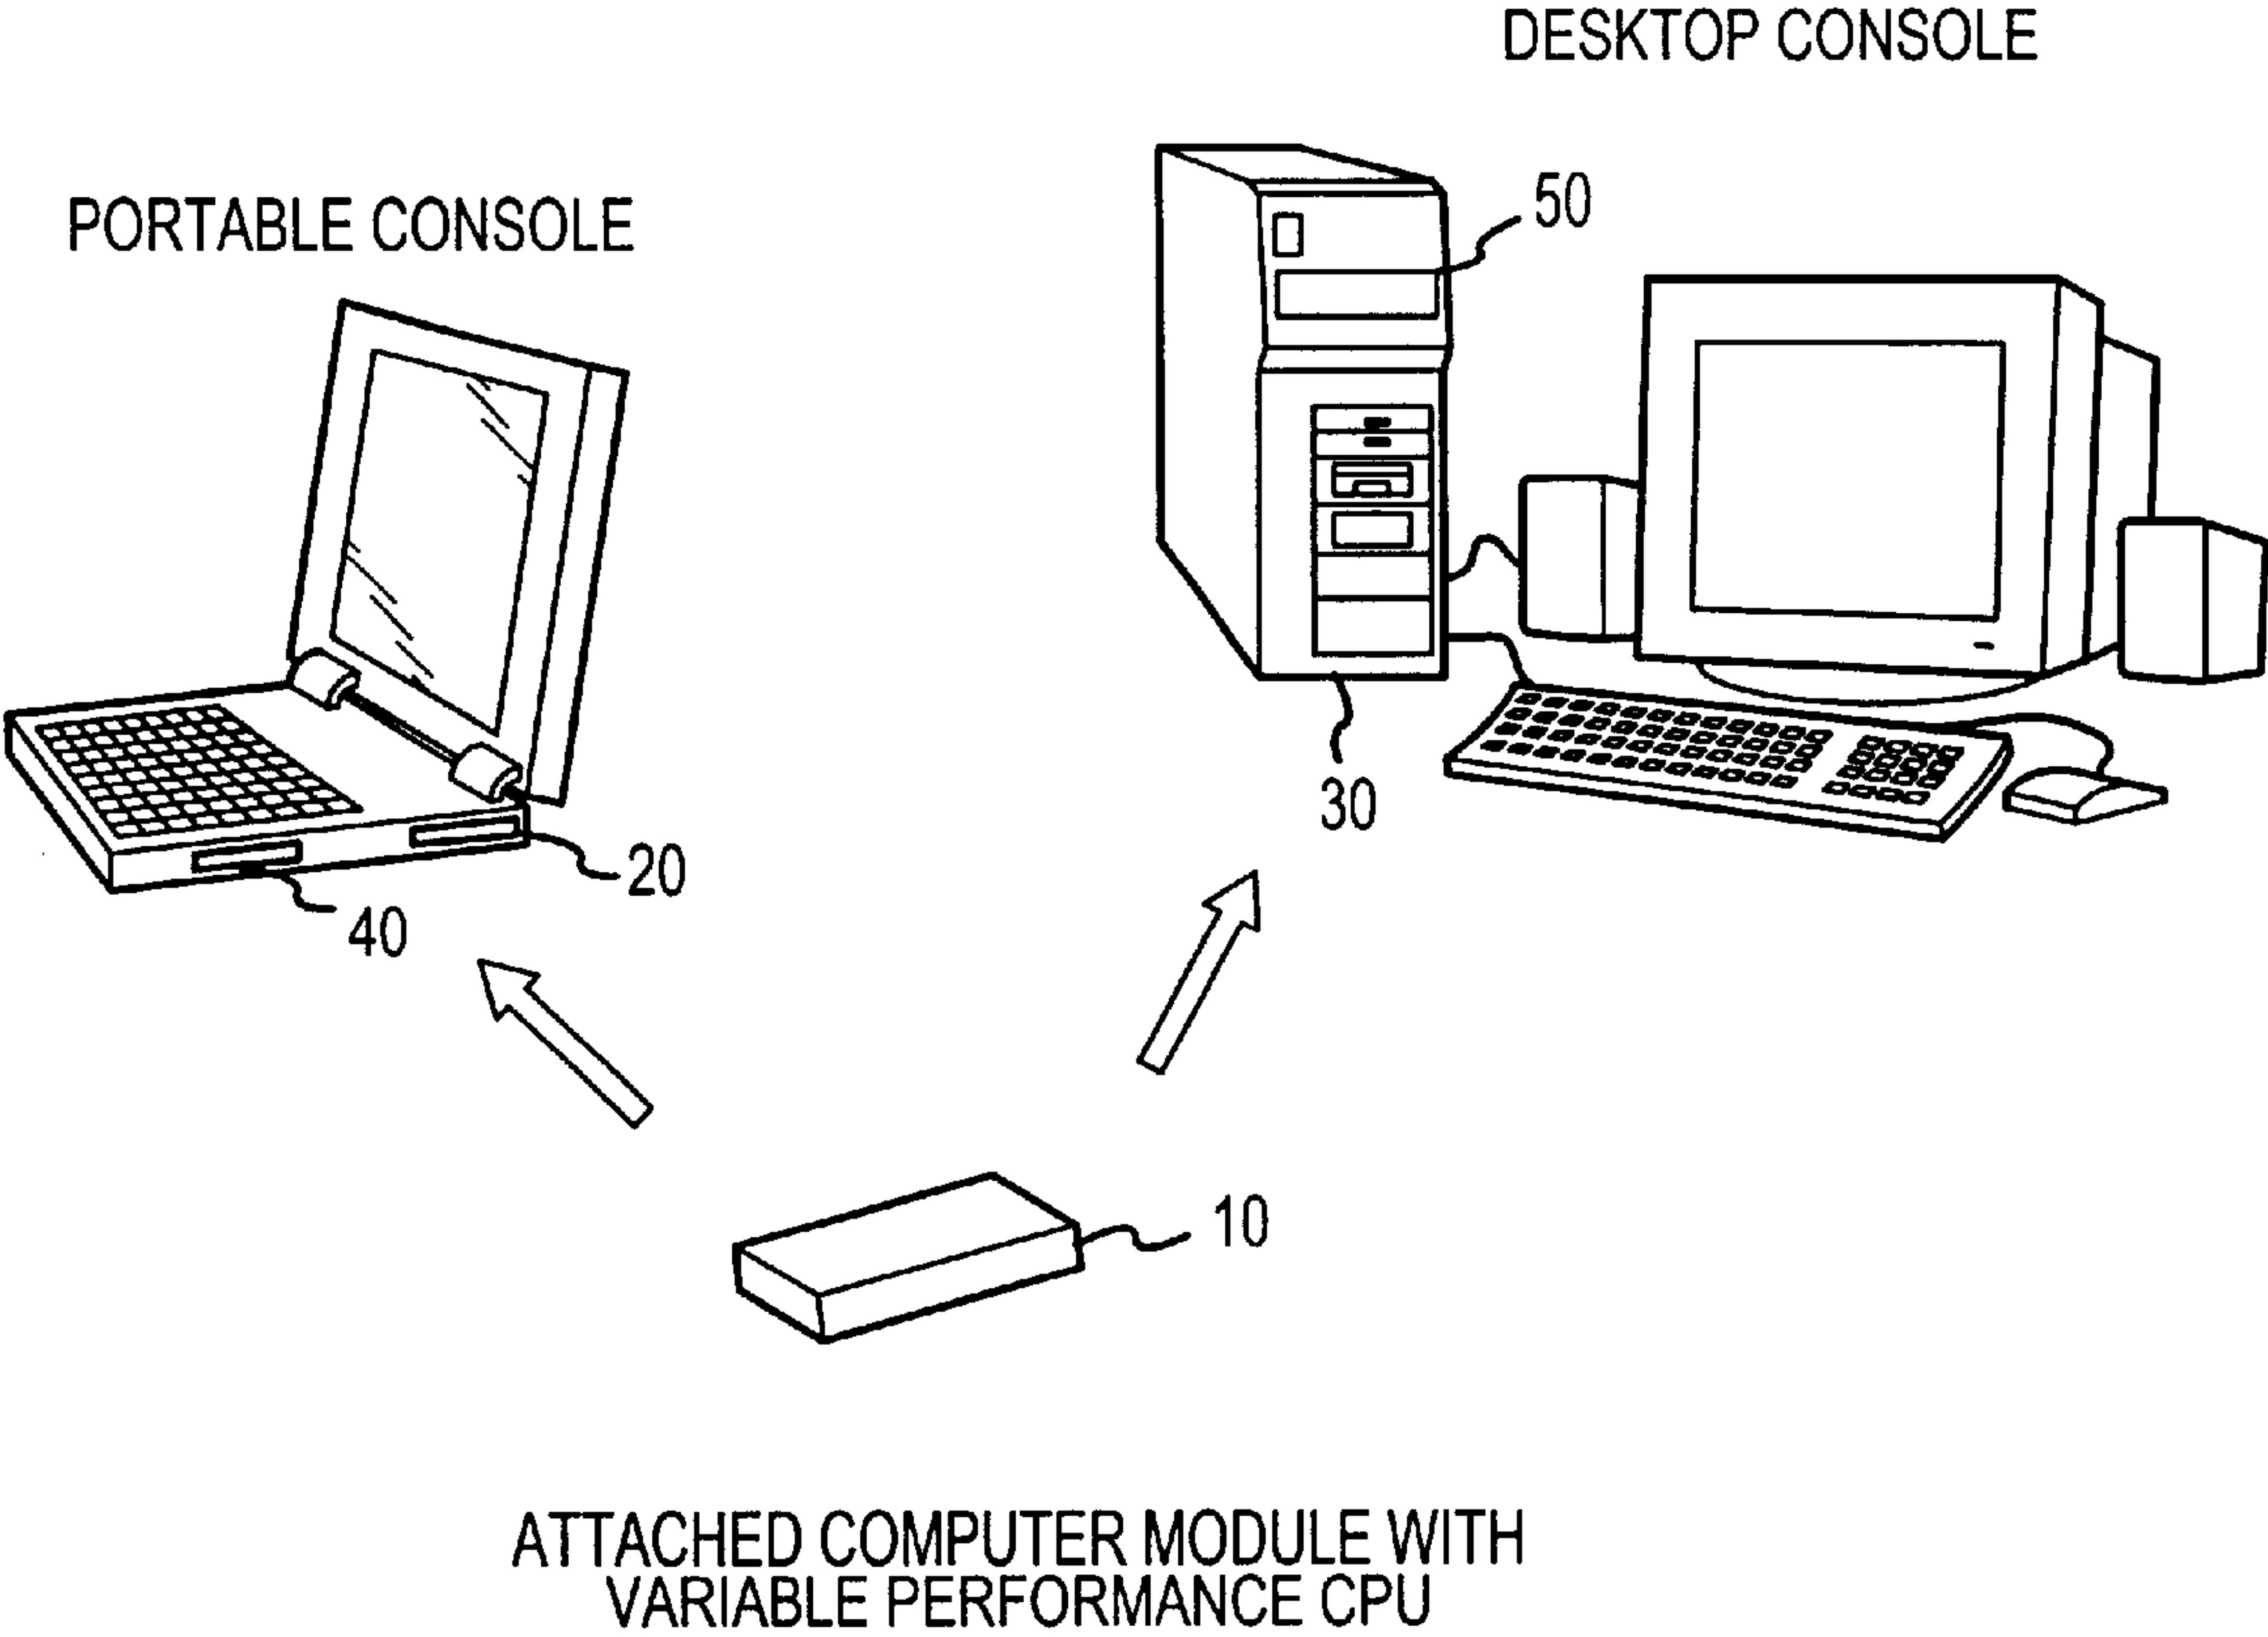 DESKTOP CONSOLE
PORTABLE CONSOLE
50
30
20
40
10
ATTACHED COMPUTER MODULE WITH
VARIABLE PERFORMANCE CPU